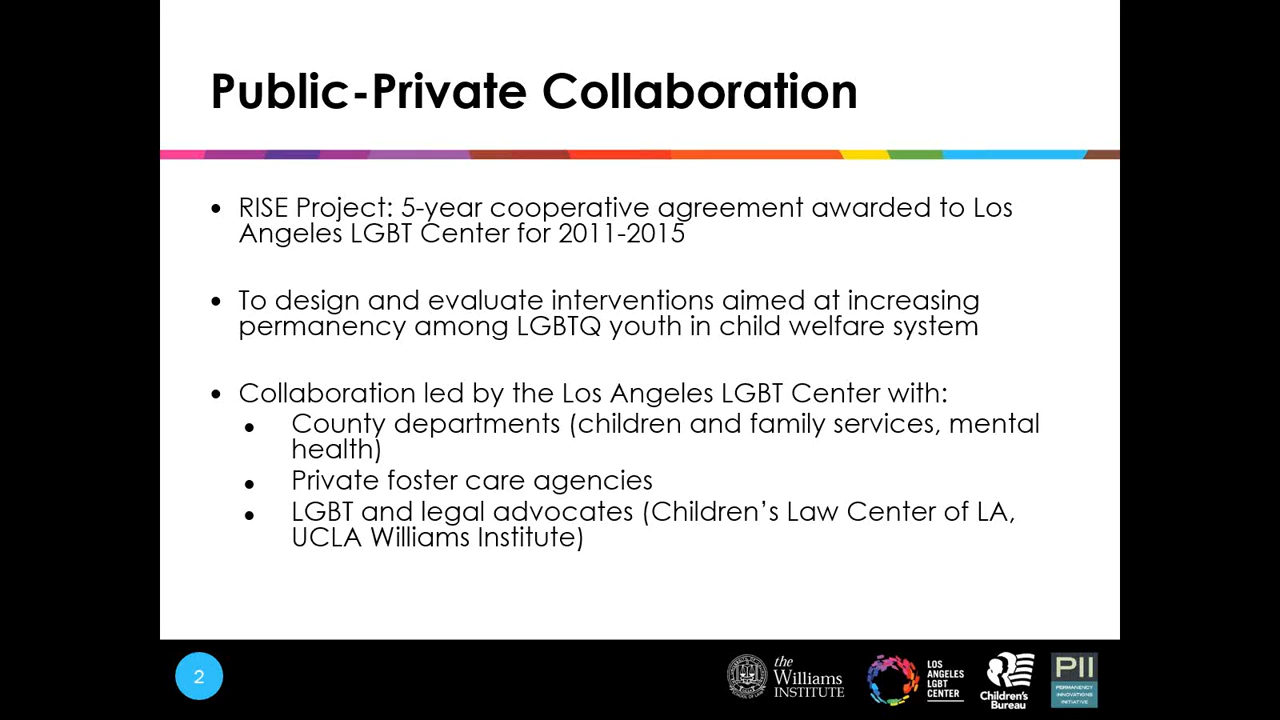 Public-Private Collaboration
• RISE Project: 5-year cooperative agreement awarded to Los
Angeles LGBT Center for 2011-2015
• To design and evaluate interventions aimed at increasing
permanency among LGBTQ youth in child welfare system
• Collaboration led by the Los Angeles LGBT Center with:
• County departments (children and family services, mental
health)
• Private foster care agencies
• LGBT and legal advocates (Children's Law Center of LA,
UCLA Williams Institute)
2
the
Williams
INSTITUTE
LOS
ANGELES
LGBT
CENTER
Children's
Bureau
PII
PERMANENCY
INNOVATIONS
INITIATIVE